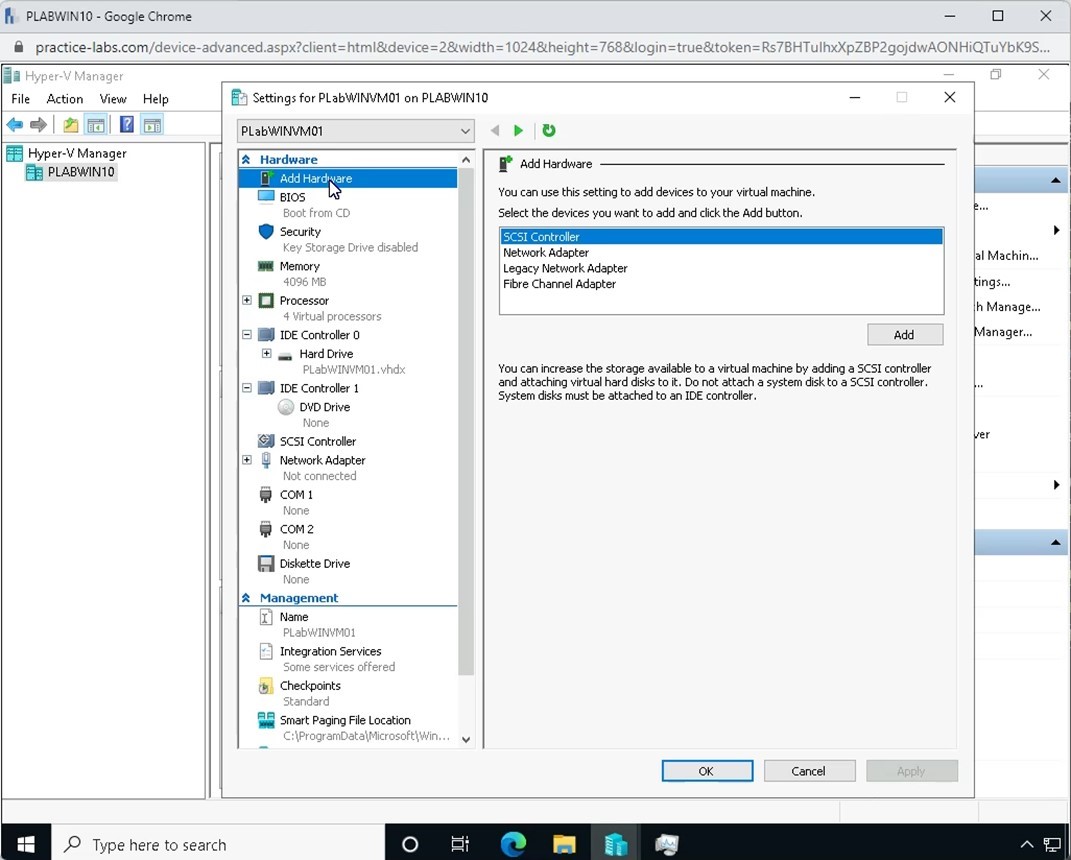 PLABWIN10 - Google Chrome
practice-labs.com/device-advanced.aspx?client=html&device=2&width=1024&height=768&login=true&token=Rs7BHTulhxXpZBP2gojdwAONHiQTuYbK9S...
Hyper-V Manager
File Action View Help
Hyper-V Manager
PLABWIN10
Settings for PLabWINVM01 on PLABWIN10
PLabWINVM01
Hardware
Add Hardware
BIOS
Boot from CD
Security
Key Storage Drive disabled
Memory
4096 MB
Processor
4 Virtual processors
IDE Controller 0
Hard Drive
PLabWINVM01.vhdx
IDE Controller 1
DVD Drive
None
SCSI Controller
Network Adapter
Not connected
COM 1
None
COM 2
None
Diskette Drive
None
Management
Name
PLabWINVM01
Integration Services
Some services offered
Checkpoints
Standard
Smart Paging File Location
C:\ProgramData\Microsoft\Win...
Add Hardware
You can use this setting to add devices to your virtual machine.
Select the devices you want to add and click the Add button.
SCSI Controller
Network Adapter
Legacy Network Adapter
Fibre Channel Adapter
Add
You can increase the storage available to a virtual machine by adding a SCSI controller
and attaching virtual hard disks to it. Do not attach a system disk to a SCSI controller.
System disks must be attached to an IDE controller.
OK Cancel Apply
e...
al Machin...
tings...
h Manage...
Manager...
...
ver
Type here to search